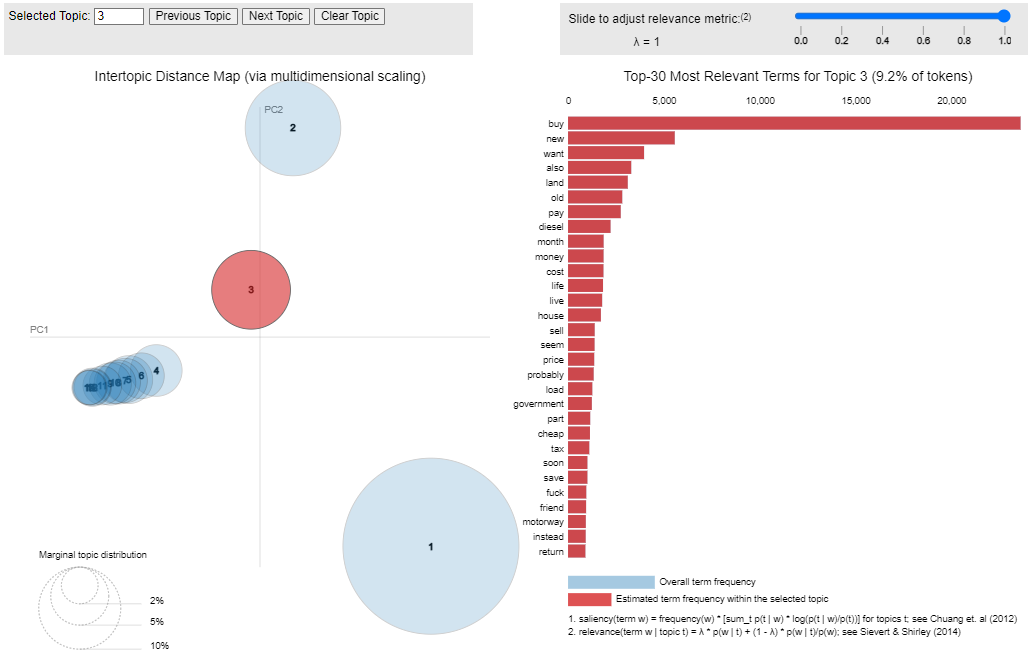 Selected Topic: 3 Previous Topic Next Topic Clear Topic
Slide to adjust relevance metric:(2)
λ = 1
0.0 0.2 0.4 0.6 0.8 1.0
Intertopic Distance Map (via multidimensional scaling)
PC2
PC1
2
3
4
6
1
Marginal topic distribution
2%
5%
10%
Top-30 Most Relevant Terms for Topic 3 (9.2% of tokens)
0 5,000 10,000 15,000 20,000
buy
new
want
also
land
old
pay
diesel
month
money
cost
life
live
house
sell
seem
price
probably
load
government
part
cheap
tax
soon
save
fuck
friend
motorway
instead
return
Overall term frequency
Estimated term frequency within the selected topic
1. saliency(term w) = frequency(w) * [sum_t p(t | w) * log(p(t | w)/p(t))] for topics t; see Chuang et. al (2012)
2. relevance(term w | topic t) = λ * p(w | t) + (1 - λ) * p(w | t)/p(w); see Sievert & Shirley (2014)